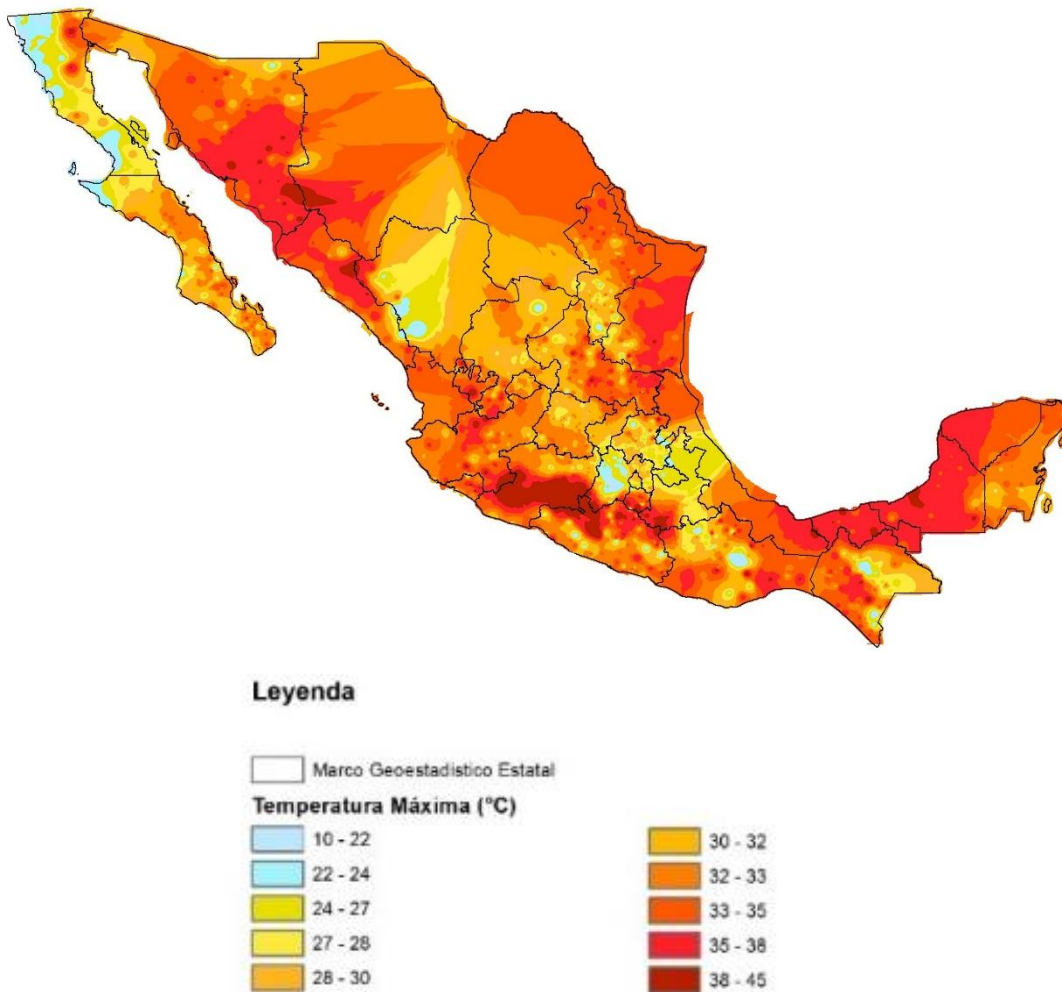 Leyenda
Marco Geoestadistico Estatal
Temperatura Máxima (°C)
10 - 22
22 - 24
24 - 27
27 - 28
28 - 30
30 - 32
32 - 33
33 - 35
35 - 38
38 - 45